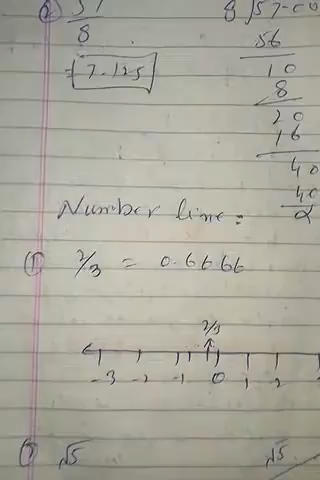 ② 57 8 √57.00
8 56
= 7.125 10
8
20
16
40
Number line: 40
① 2/3 = 0.6666
2/3
-3 -2 -1 0 1 2
② √5 √5